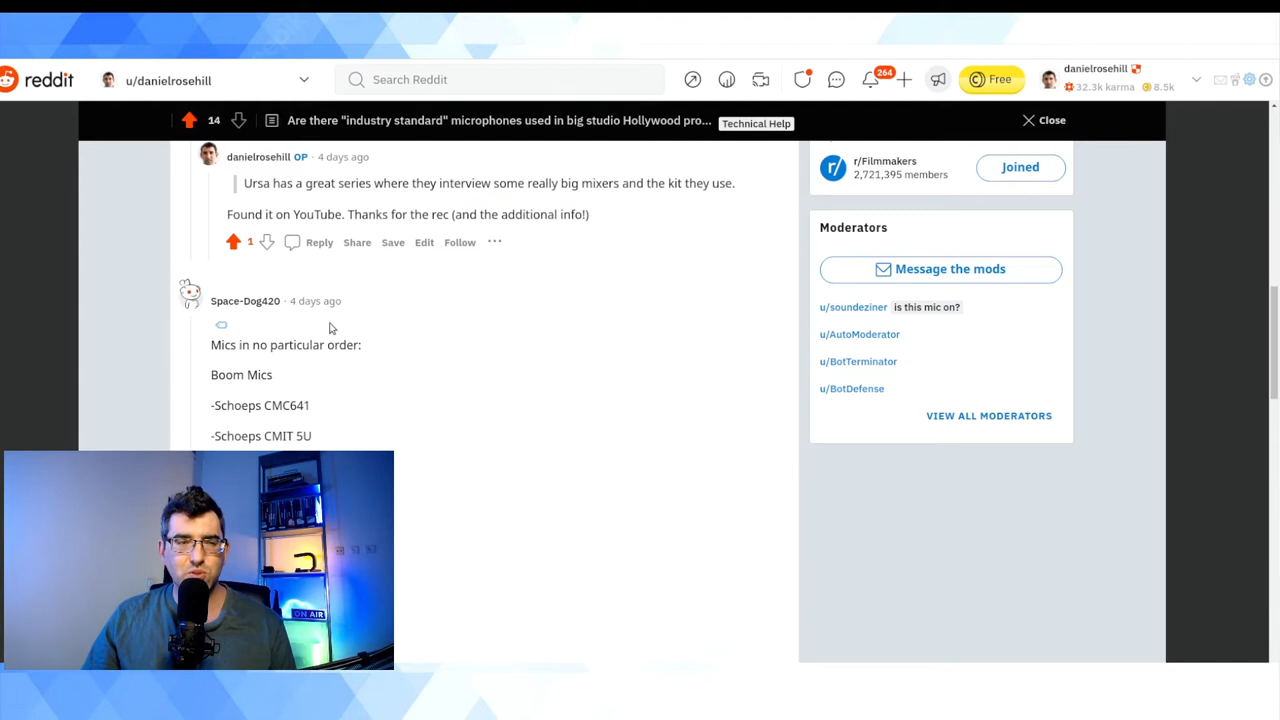 reddit
u/danielrosehill
Search Reddit
264
Free
danielrosehill
32.3k karma
8.5k
14
Are there "industry standard" microphones used in big studio Hollywood pro...
Technical Help
Close
danielrosehill OP · 4 days ago
Ursa has a great series where they interview some really big mixers and the kit they use.
Found it on YouTube. Thanks for the rec (and the additional info!)
1
Reply
Share
Save
Edit
Follow
Space-Dog420 · 4 days ago
Mics in no particular order:
Boom Mics
-Schoeps CMC641
-Schoeps CMIT 5U
r/
r/Filmmakers
2,721,395 members
Joined
Moderators
Message the mods
u/soundeziner is this mic on?
u/AutoModerator
u/BotTerminator
u/BotDefense
VIEW ALL MODERATORS
ON AIR